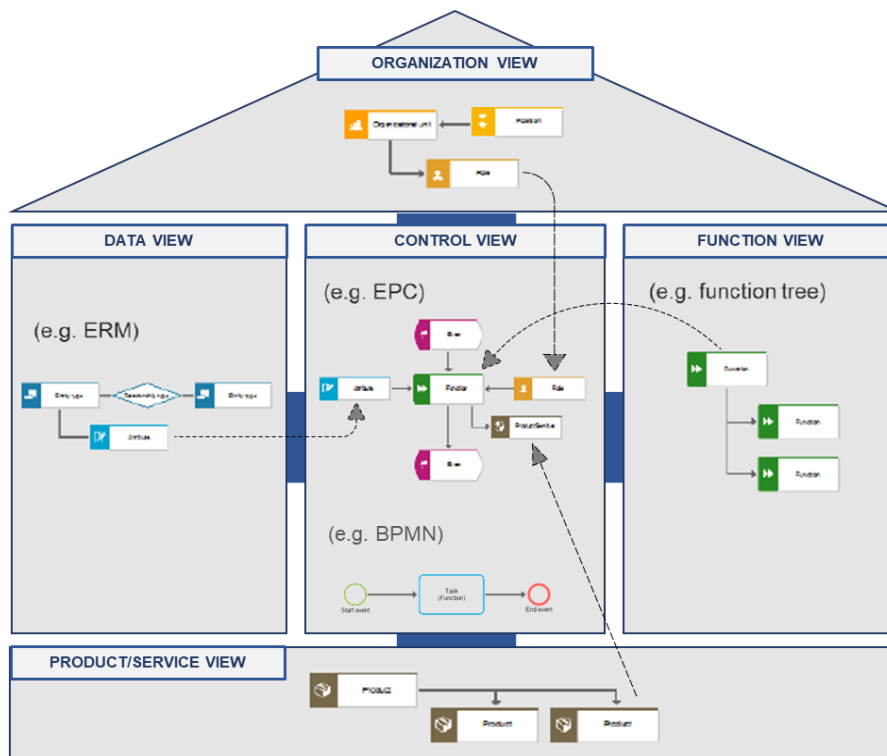 ORGANIZATION VIEW
Organizational unit
Position
Role
DATA VIEW
(e.g. ERM)
Entity type
Relationship type
Entity type
Attribute
CONTROL VIEW
(e.g. EPC)
Event
Attribute
Function
Role
Product/Service
Event
(e.g. BPMN)
Start event
Task
(Function)
End event
FUNCTION VIEW
(e.g. function tree)
Function
Function
Function
PRODUCT/SERVICE VIEW
Product
Product
Product